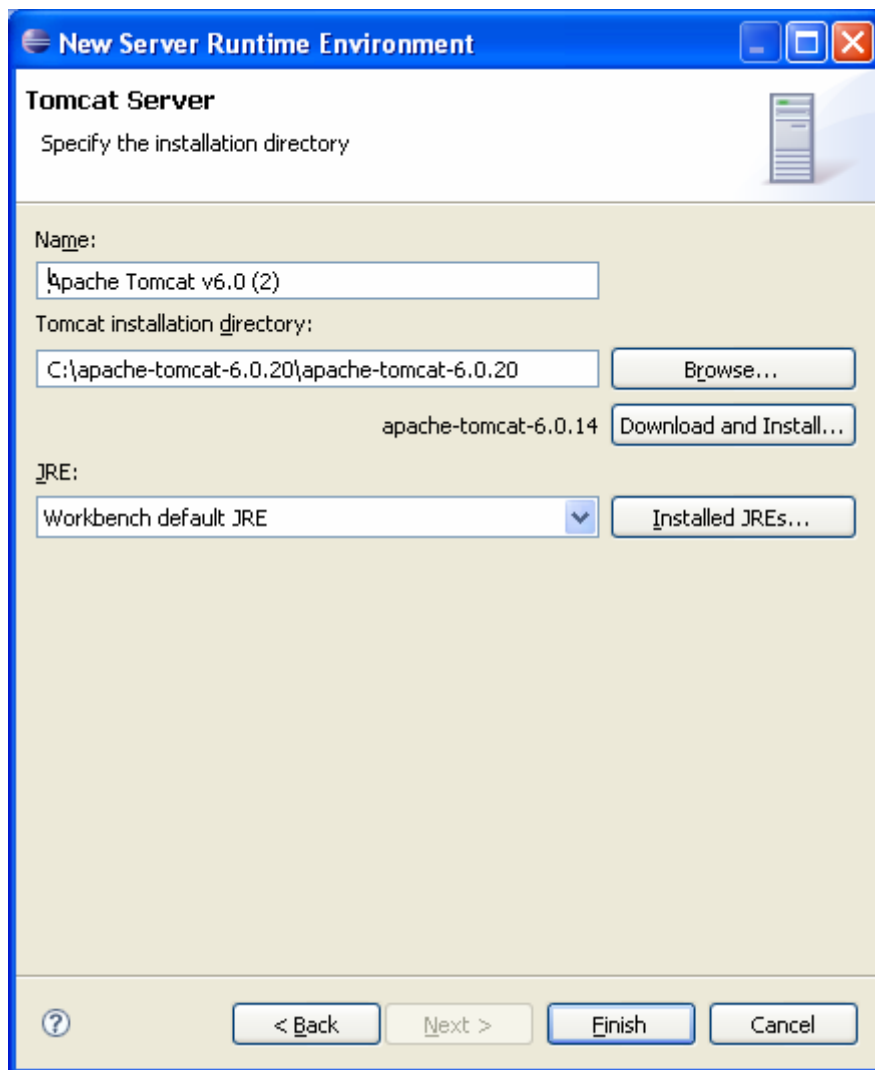 New Server Runtime Environment
Tomcat Server
Specify the installation directory
Name:
Apache Tomcat v6.0 (2)
Tomcat installation directory:
C:\apache-tomcat-6.0.20\apache-tomcat-6.0.20
Browse...
apache-tomcat-6.0.14
Download and Install...
JRE:
Workbench default JRE
Installed JREs...
?
< Back
Next >
Finish
Cancel